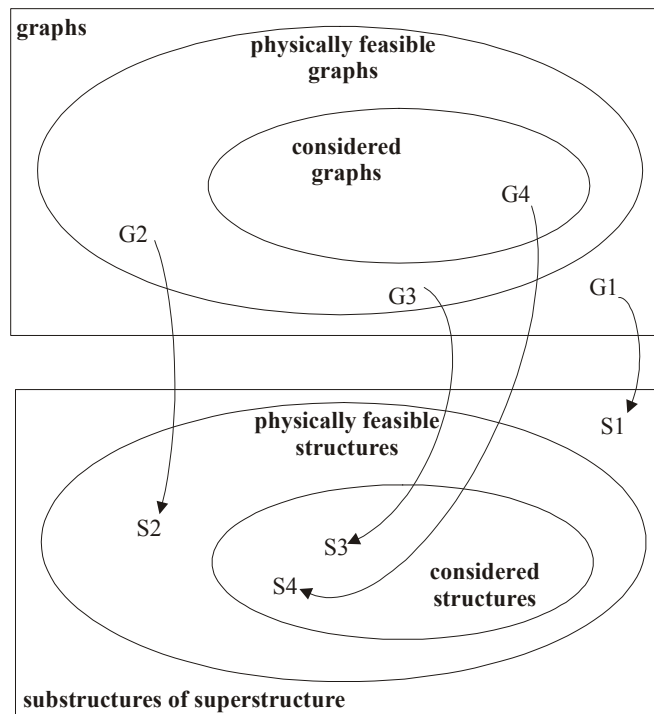 graphs
physically feasible
graphs
considered
graphs
G4
G2
G3
G1
physically feasible
structures
S1
S2
S3
S4
considered
structures
substructures of superstructure